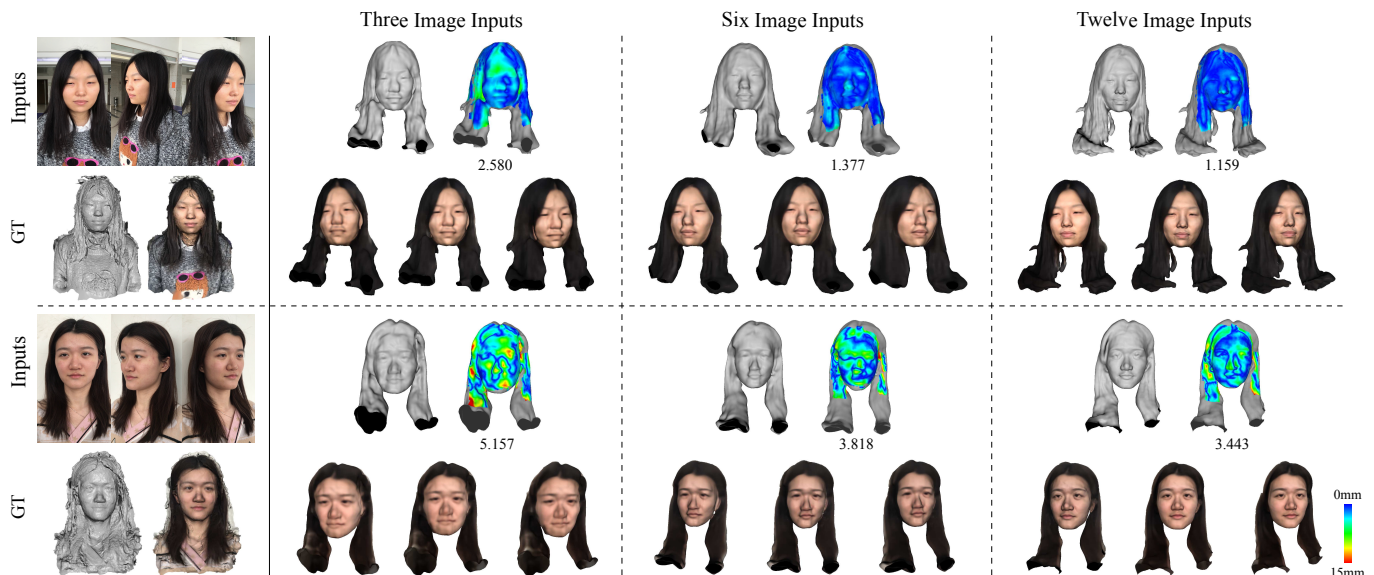 Three Image Inputs
Six Image Inputs
Twelve Image Inputs
Inputs
2.580
1.377
1.159
GT
Inputs
5.157
3.818
3.443
GT
0mm
15mm